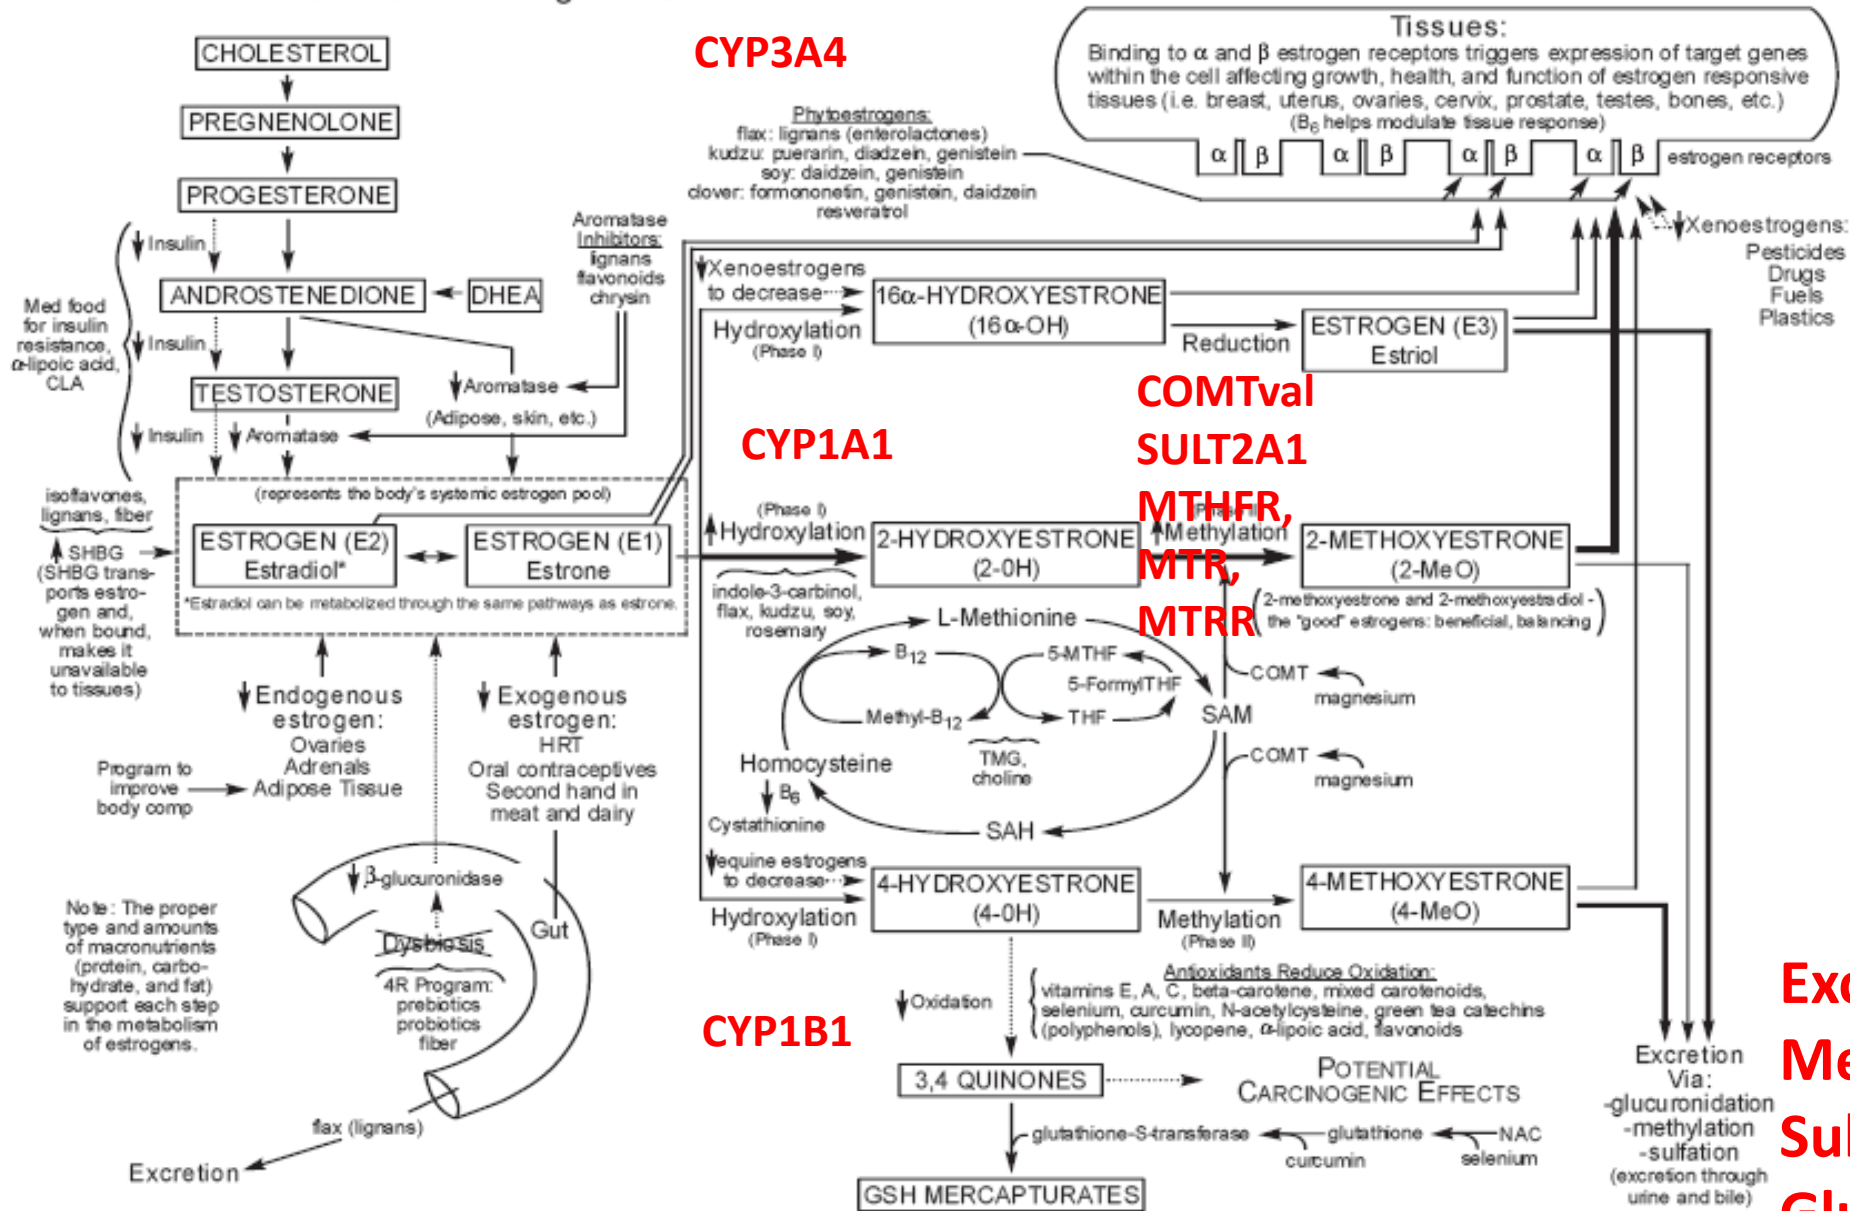 CYP3A4
CHOLESTEROL
PREGNENOLONE
PROGESTERONE
Insulin
ANDROSTENEDIONE
DHEA
Insulin
TESTOSTERONE
Insulin
Aromatase
Med food
for insulin
resistance,
α-lipoic acid,
CLA
Aromatase
Inhibitors:
lignans
flavonoids
chrysin
Aromatase
(Adipose, skin, etc.)
Phytoestrogens:
flax: lignans (enterolactones)
kudzu: puerarin, diadzein, genistein
soy: daidzein, genistein
clover: formononetin, genistein, daidzein
resveratrol
Tissues:
Binding to α and β estrogen receptors triggers expression of target genes
within the cell affecting growth, health, and function of estrogen responsive
tissues (i.e. breast, uterus, ovaries, cervix, prostate, testes, bones, etc.)
(B6 helps modulate tissue response)
α β α β α β α β estrogen receptors
Xenoestrogens:
Pesticides
Drugs
Fuels
Plastics
Xenoestrogens
to decrease
Hydroxylation
(Phase I)
16α-HYDROXYESTRONE
(16α-OH)
Reduction
ESTROGEN (E3)
Estriol
CYP1A1
COMTval
SULT2A1
MTHFR,
MTR,
MTRR
isoflavones,
lignans, fiber
SHBG
(SHBG trans-
ports estro-
gen and,
when bound,
makes it
unavailable
to tissues)
(represents the body's systemic estrogen pool)
ESTROGEN (E2)
Estradiol*
ESTROGEN (E1)
Estrone
*Estradiol can be metabolized through the same pathways as estrone.
(Phase I)
Hydroxylation
indole-3-carbinol,
flax, kudzu, soy,
rosemary
2-HYDROXYESTRONE
(2-0H)
Methylation
2-METHOXYESTRONE
(2-MeO)
(2-methoxyestrone and 2-methoxyestradiol -
the "good" estrogens: beneficial, balancing)
L-Methionine
B12
5-MTHF
5-FormylTHF
Methyl-B12
THF
SAM
TMG,
choline
Homocysteine
B6
Cystathionine
SAH
COMT
magnesium
COMT
magnesium
Endogenous
estrogen:
Ovaries
Adrenals
Adipose Tissue
Program to
improve
body comp
Exogenous
estrogen:
HRT
Oral contraceptives
Second hand in
meat and dairy
β-glucuronidase
Dysbiosis
Gut
4R Program:
prebiotics
probiotics
fiber
Note: The proper
type and amounts
of macronutrients
(protein, carbo-
hydrate, and fat)
support each step
in the metabolism
of estrogens.
flax (lignans)
Excretion
equine estrogens
to decrease
Hydroxylation
(Phase I)
4-HYDROXYESTRONE
(4-0H)
Methylation
(Phase II)
4-METHOXYESTRONE
(4-MeO)
CYP1B1
Oxidation
Antioxidants Reduce Oxidation:
vitamins E, A, C, beta-carotene, mixed carotenoids,
selenium, curcumin, N-acetylcysteine, green tea catechins
(polyphenols), lycopene, α-lipoic acid, flavonoids
3,4 QUINONES
POTENTIAL
CARCINOGENIC EFFECTS
glutathione-S-transferase
glutathione
NAC
curcumin
selenium
GSH MERCAPTURATES
Excretion
Via:
-glucuronidation
-methylation
-sulfation
(excretion through
urine and bile)
Exc
Me
Sul